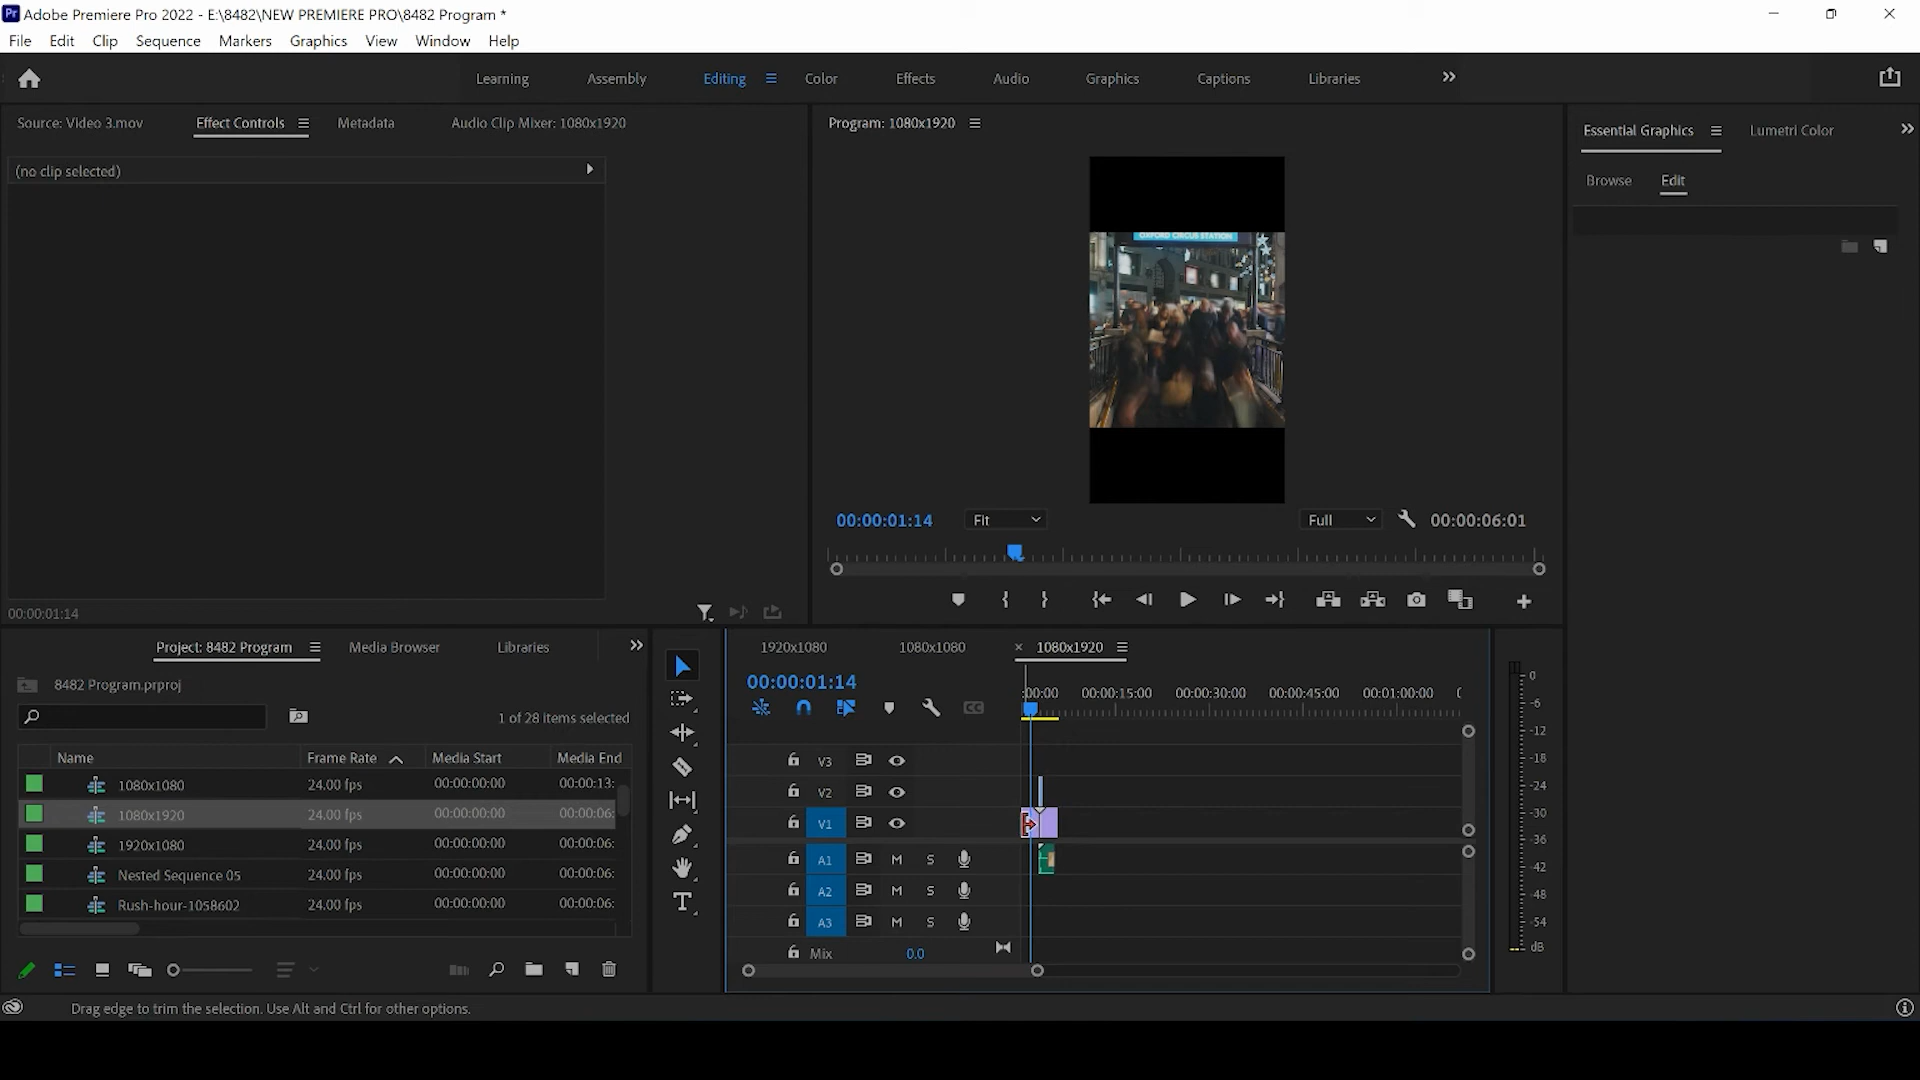 Pr Adobe Premiere Pro 2022 - E:\8482\NEW PREMIERE PRO\8482 Program *
File Edit Clip Sequence Markers Graphics View Window Help
Learning Assembly Editing Color Effects Audio Graphics Captions Libraries
Source: Video 3.mov Effect Controls Metadata Audio Clip Mixer: 1080x1920
(no clip selected)
00:00:01:14
Program: 1080x1920
OXFORD CIRCUS STATION
00:00:01:14 Fit Full 00:00:06:01
Essential Graphics Lumetri Color
Browse Edit
Project: 8482 Program Media Browser Libraries
8482 Program.prproj
1 of 28 items selected
Name Frame Rate Media Start Media End
1080x1080 24.00 fps 00:00:00:00 00:00:13:
1080x1920 24.00 fps 00:00:00:00 00:00:06:
1920x1080 24.00 fps 00:00:00:00 00:00:06:
Nested Sequence 05 24.00 fps 00:00:00:00 00:00:06:
Rush-hour-1058602 24.00 fps 00:00:00:00 00:00:06:
1920x1080 1080x1080 × 1080x1920
00:00:01:14
CC
:00:00 00:00:15:00 00:00:30:00 00:00:45:00 00:01:00:00
V3
V2
V1
A1 M S
A2 M S
A3 M S
Mix 0.0
0
-6
-12
-18
-24
-30
-36
-42
-48
-54
dB
Drag edge to trim the selection. Use Alt and Ctrl for other options.